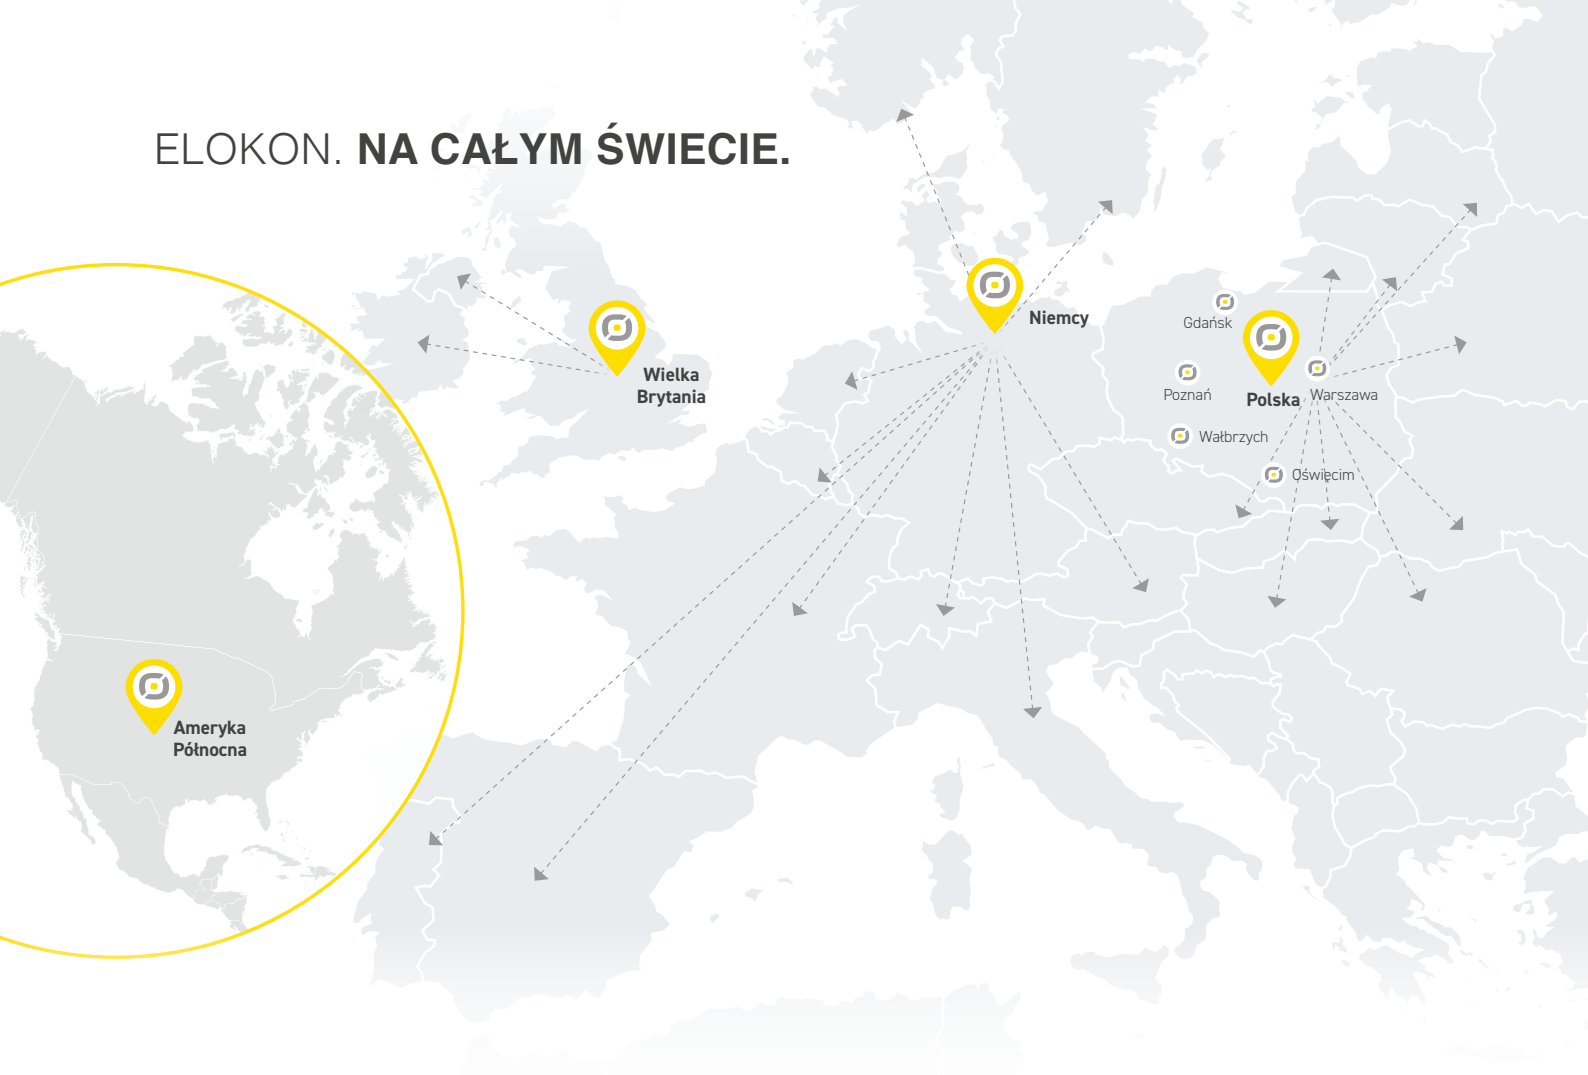 ELOKON. NA CAŁYM ŚWIECIE.
Niemcy
Gdańsk
Wielka
Brytania
Poznań
Polska
Warszawa
Wałbrzych
Oświęcim
Ameryka
Północna